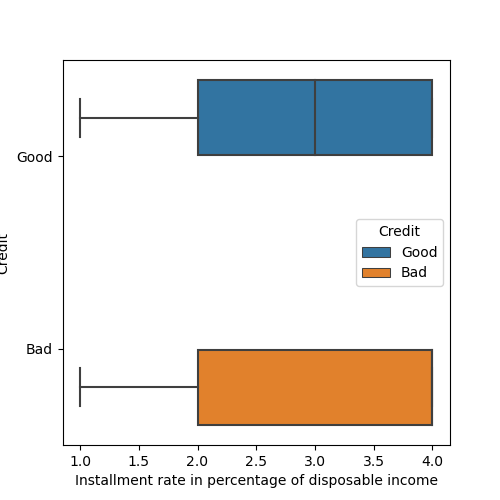 Good
Bad
Credit
Credit
Good
Bad
1.0 1.5 2.0 2.5 3.0 3.5 4.0
Installment rate in percentage of disposable income